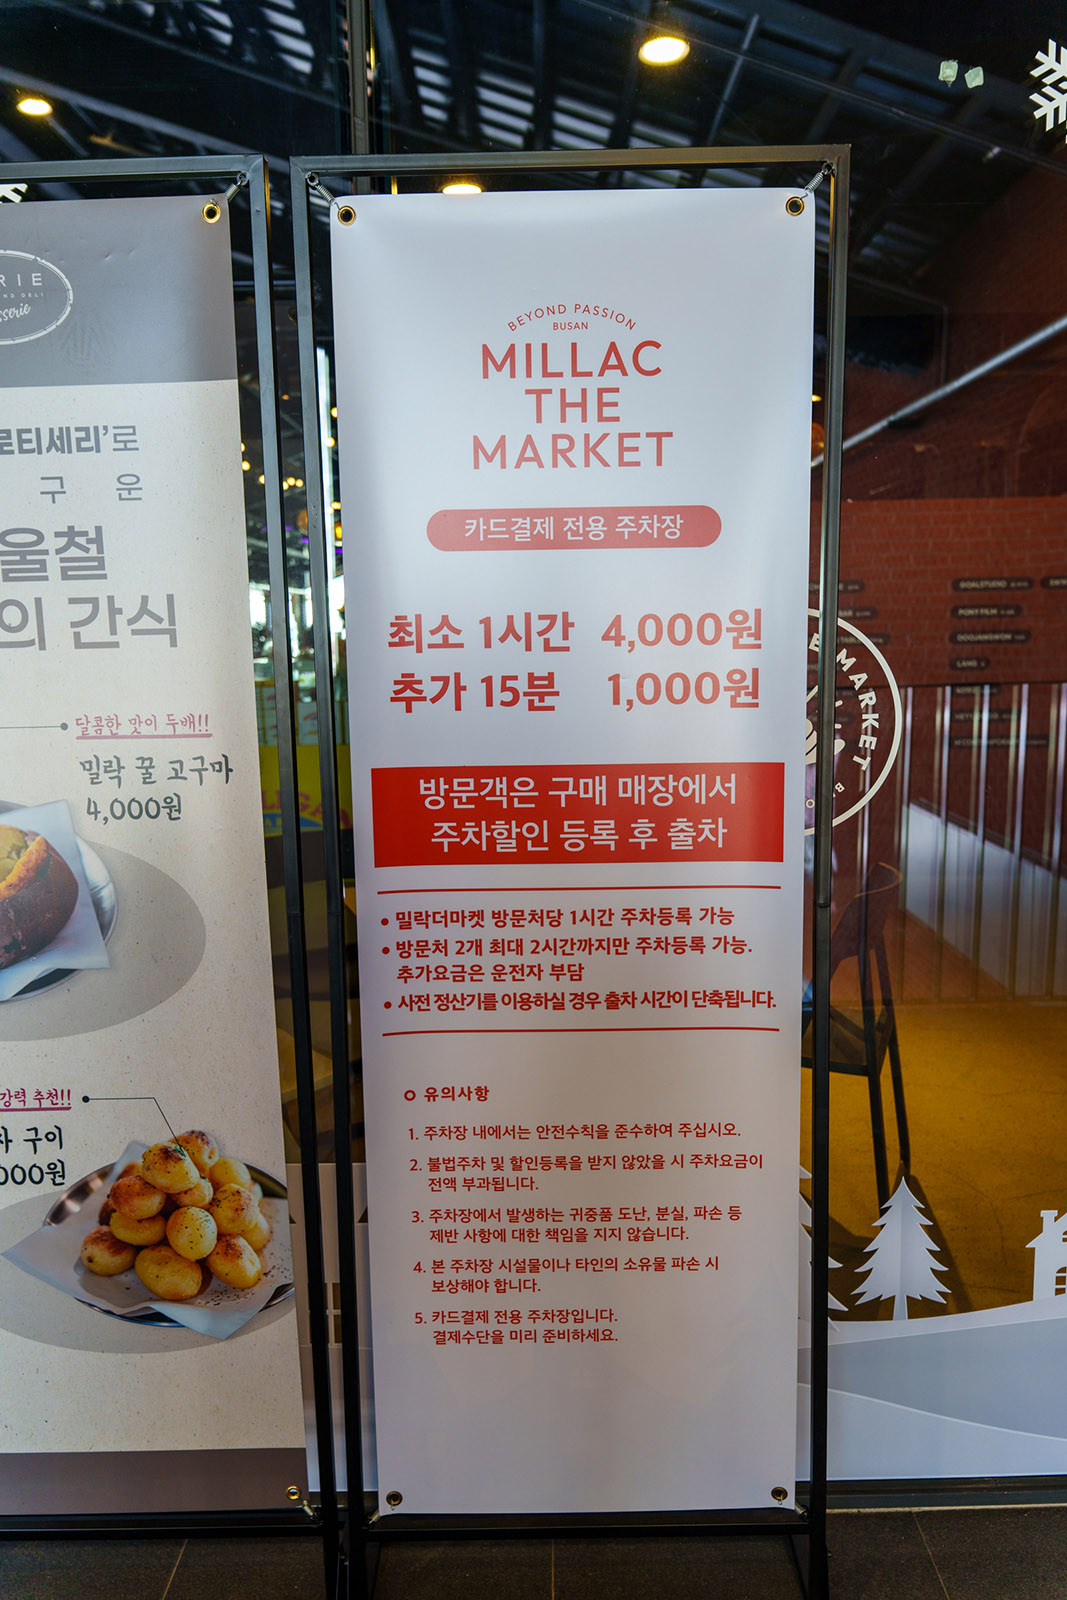 RIE
ND DELI
sserie
로티세리’로
구 운
울철
의 간식
달콤한 맛이 두배!!
밀락 꿀 고구마
4,000원
강력 추천!!
구이
000원
BEYOND PASSION
BUSAN
MILLAC
THE
MARKET
카드결제 전용 주차장
최소 1시간 4,000원
추가 15분 1,000원
방문객은 구매 매장에서
주차할인 등록 후 출차
• 밀락더마켓 방문처당 1시간 주차등록 가능
• 방문처 2개 최대 2시간까지만 주차등록 가능.
추가요금은 운전자 부담
• 사전 정산기를 이용하실 경우 출차 시간이 단축됩니다.
유의사항
1. 주차장 내에서는 안전수칙을 준수하여 주십시오.
2. 불법주차 및 할인등록을 받지 않았을 시 주차요금이
전액 부과됩니다.
3. 주차장에서 발생하는 귀중품 도난, 분실, 파손 등
제반 사항에 대한 책임을 지지 않습니다.
4. 본 주차장 시설물이나 타인의 소유물 파손 시
보상해야 합니다.
5. 카드결제 전용 주차장입니다.
결제수단을 미리 준비하세요.
E MARKET
GOALSTUDIO
PONY FILM